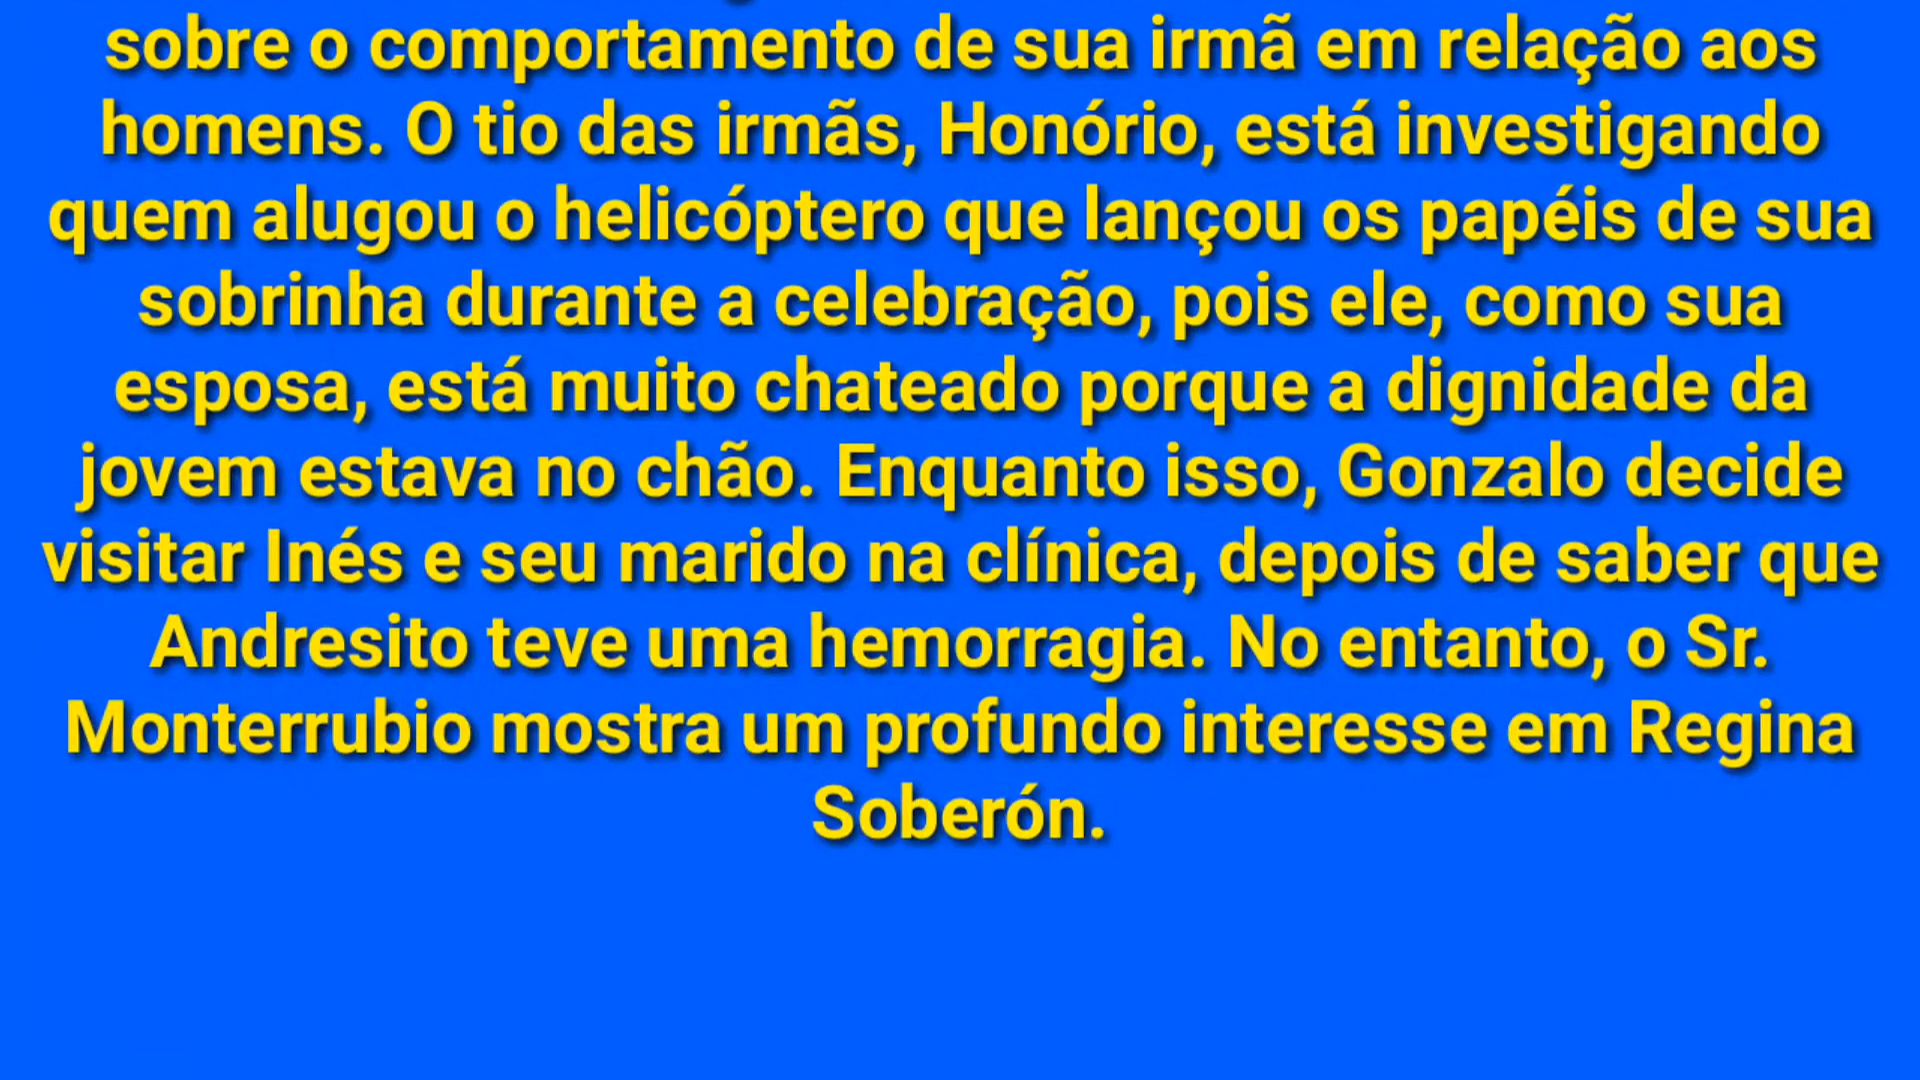 sobre o comportamento de sua irmã em relação aos
homens. O tio das irmãs, Honório, está investigando
quem alugou o helicóptero que lançou os papéis de sua
sobrinha durante a celebração, pois ele, como sua
esposa, está muito chateado porque a dignidade da
jovem estava no chão. Enquanto isso, Gonzalo decide
visitar Inés e seu marido na clínica, depois de saber que
Andresito teve uma hemorragia. No entanto, o Sr.
Monterrubio mostra um profundo interesse em Regina
Soberón.